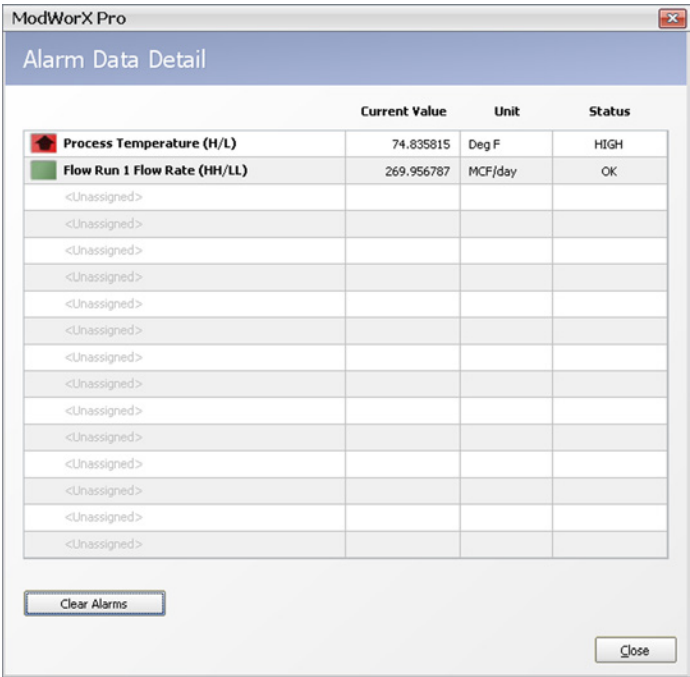 ModWorX Pro
Alarm Data Detail
Current Value Unit Status
Process Temperature (H/L) 74.835815 Deg F HIGH
Flow Run 1 Flow Rate (HH/LL) 269.956787 MCF/day OK
<Unassigned>
<Unassigned>
<Unassigned>
<Unassigned>
<Unassigned>
<Unassigned>
<Unassigned>
<Unassigned>
<Unassigned>
<Unassigned>
<Unassigned>
<Unassigned>
<Unassigned>
<Unassigned>
Clear Alarms
Close